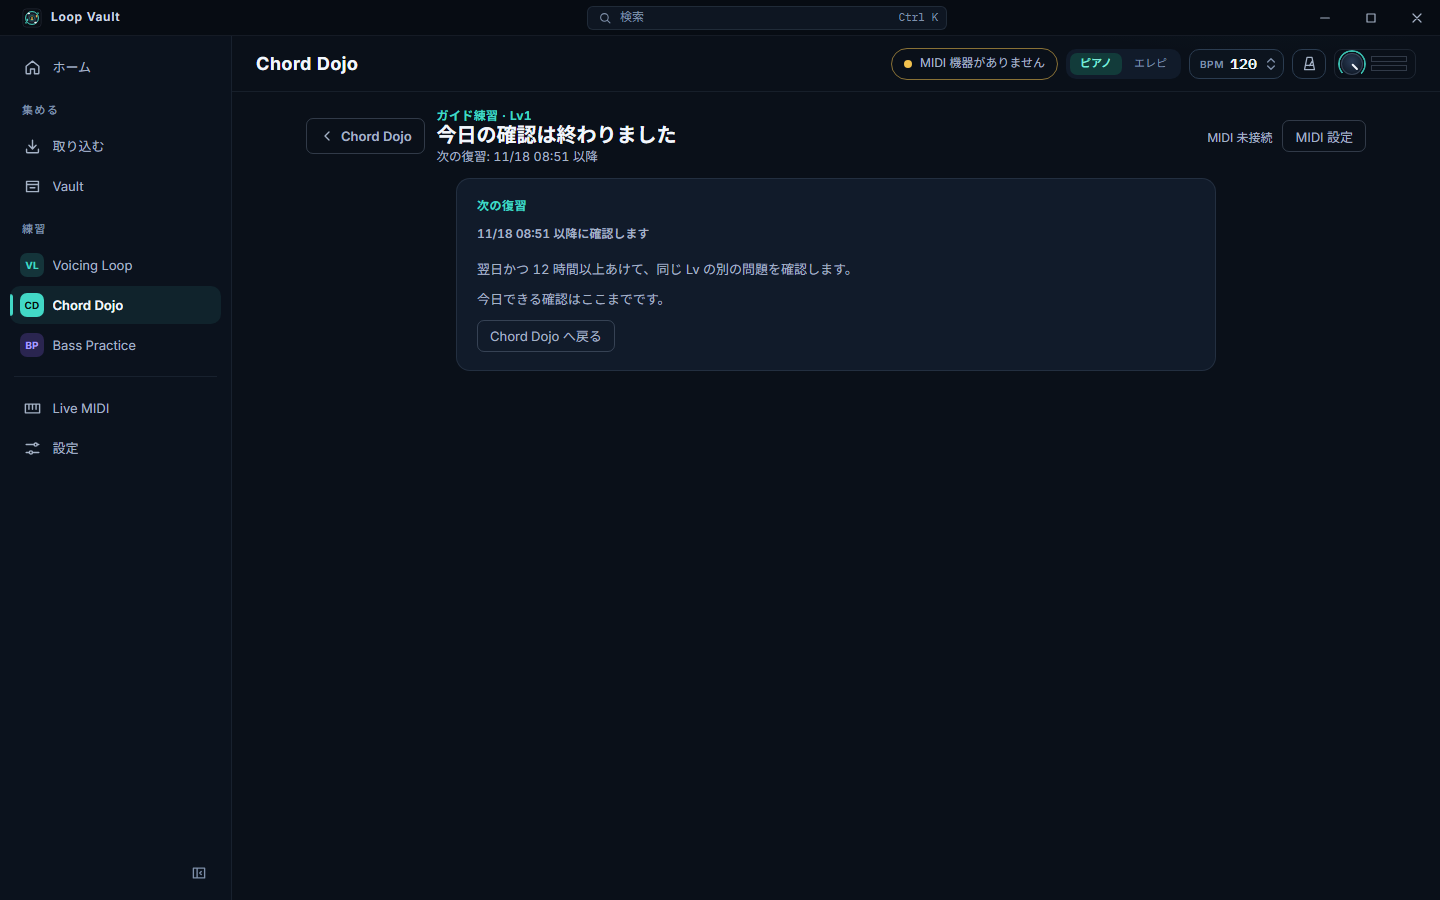 Loop Vault
検索
Ctrl K
ホーム
集める
取り込む
Vault
練習
VL Voicing Loop
CD Chord Dojo
BP Bass Practice
Live MIDI
設定
Chord Dojo
MIDI 機器がありません
ピアノ
エレピ
BPM 120
Chord Dojo
ガイド練習 · Lv1
今日の確認は終わりました
次の復習: 11/18 08:51 以降
MIDI 未接続
MIDI 設定
次の復習
11/18 08:51 以降に確認します
翌日かつ 12 時間以上あけて、同じ Lv の別の問題を確認します。
今日できる確認はここまでです。
Chord Dojo へ戻る